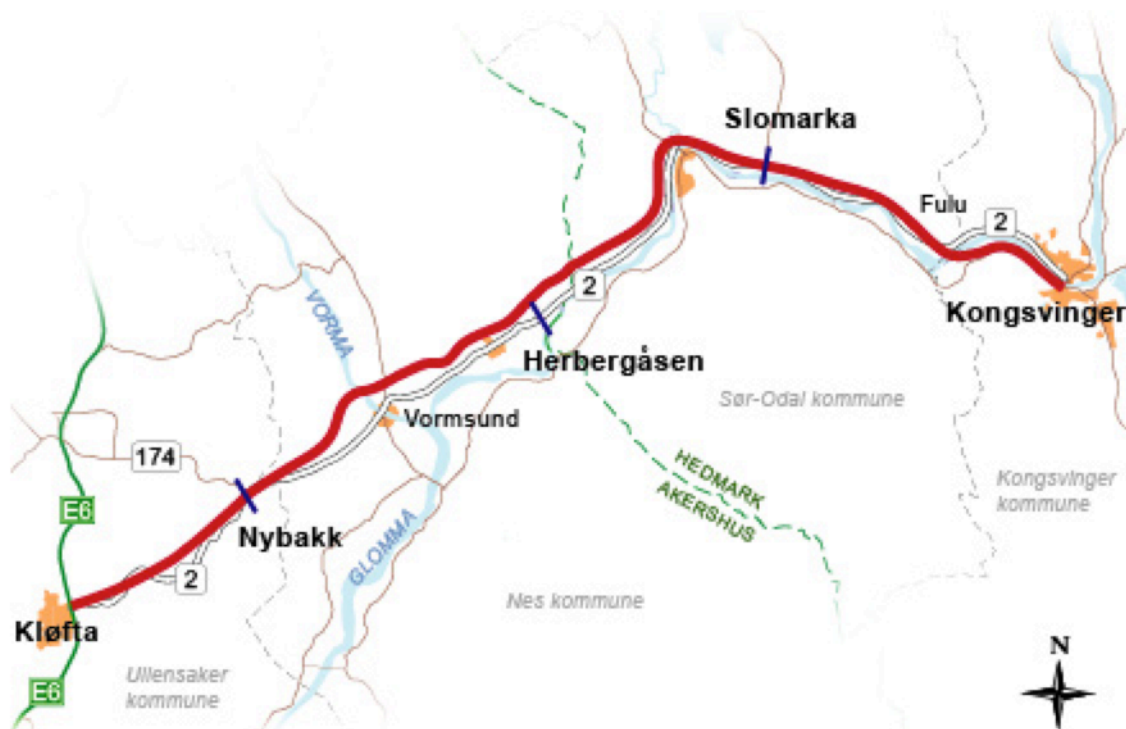 Slomarka
Fulu
2
Kongsvinger
2
VORMA
Herbergåsen
Sør-Odal kommune
Vormsund
174
HEDMARK
AKERSHUS
Kongsvinger
kommune
E6
Nybakk
GLOMMA
2
Nes kommune
Kløfta
Ullensaker
kommune
E6
N